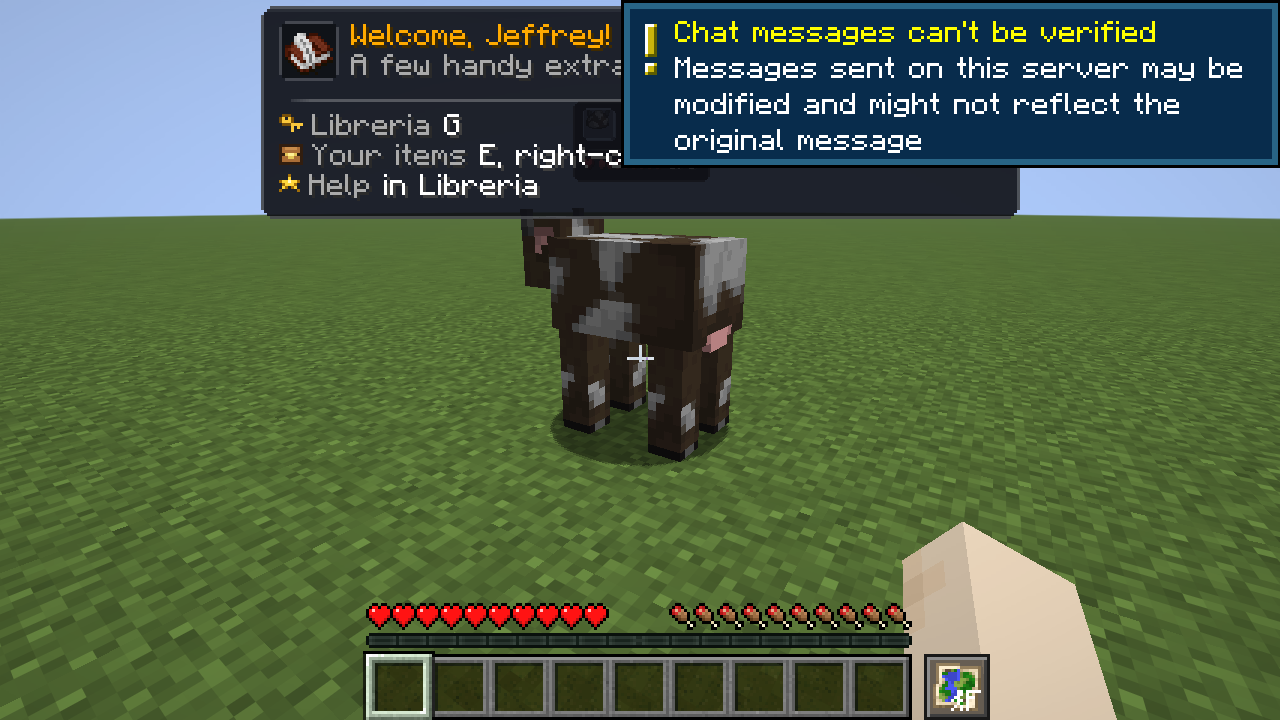 Welcome, Jeffrey!
A few handy extra
Libreria G
Your items E, right-c
Help in Libreria
Chat messages can't be verified
Messages sent on this server may be
modified and might not reflect the
original message